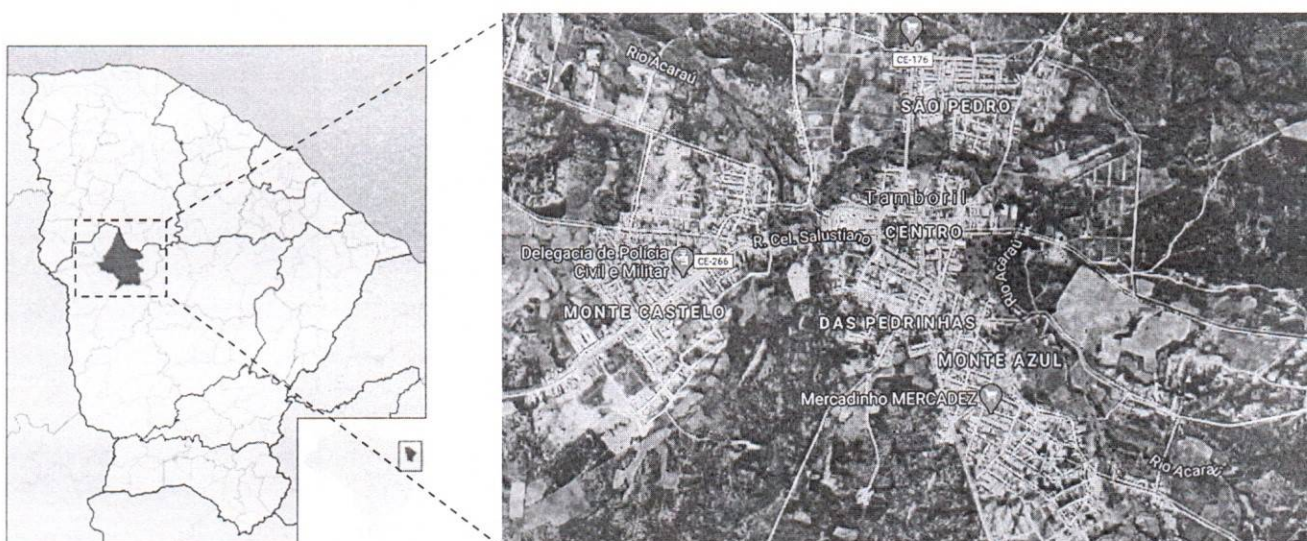 CE-176
Rio Acaraú
SÃO PEDRO
Tamboril
CENTRO
R. Cel. Salustiano
Delegacia de Polícia
Civil e Militar
CE-266
Rio Acaraú
MONTE CASTELO
DAS PEDRINHAS
MONTE AZUL
Mercadinho MERCADEZ
Rio Acaraú